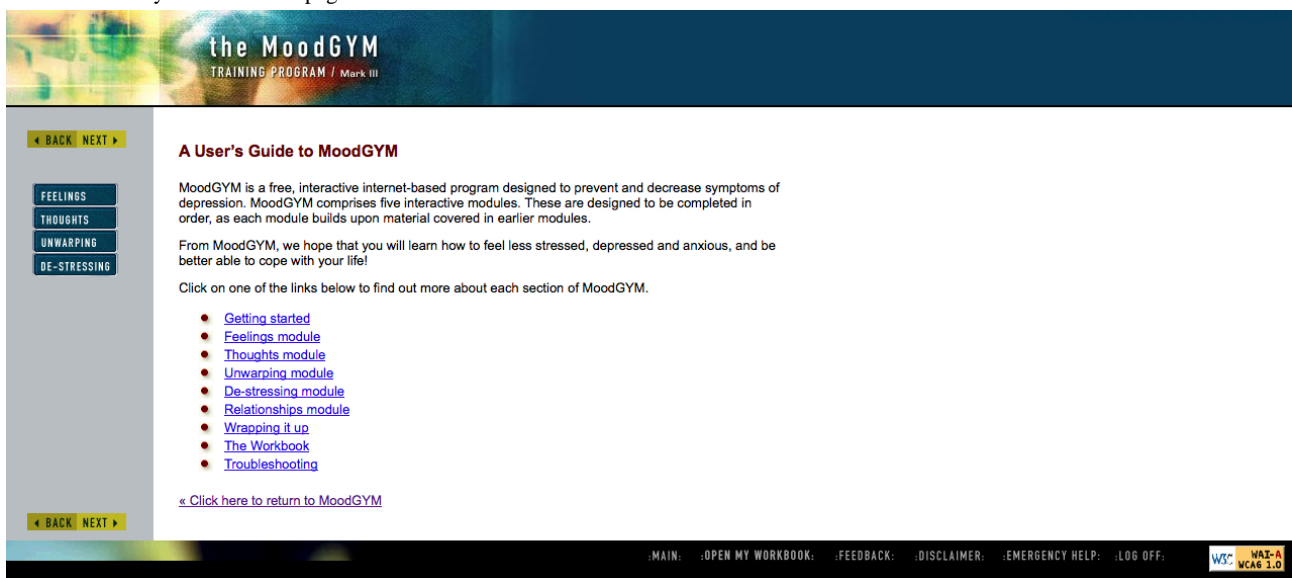 the MoodGYM
TRAINING PROGRAM / Mark III
BACK NEXT
FEELINGS
THOUGHTS
UNWARPING
DE-STRESSING
A User's Guide to MoodGYM
MoodGYM is a free, interactive internet-based program designed to prevent and decrease symptoms of
depression. MoodGYM comprises five interactive modules. These are designed to be completed in
order, as each module builds upon material covered in earlier modules.
From MoodGYM, we hope that you will learn how to feel less stressed, depressed and anxious, and be
better able to cope with your life!
Click on one of the links below to find out more about each section of MoodGYM.
Getting started
Feelings module
Thoughts module
Unwarping module
De-stressing module
Relationships module
Wrapping it up
The Workbook
Troubleshooting
« Click here to return to MoodGYM
BACK NEXT
:MAIN: :OPEN MY WORKBOOK: :FEEDBACK: :DISCLAIMER: :EMERGENCY HELP: :LOG OFF:
W3C WAI-A
WCAG 1.0